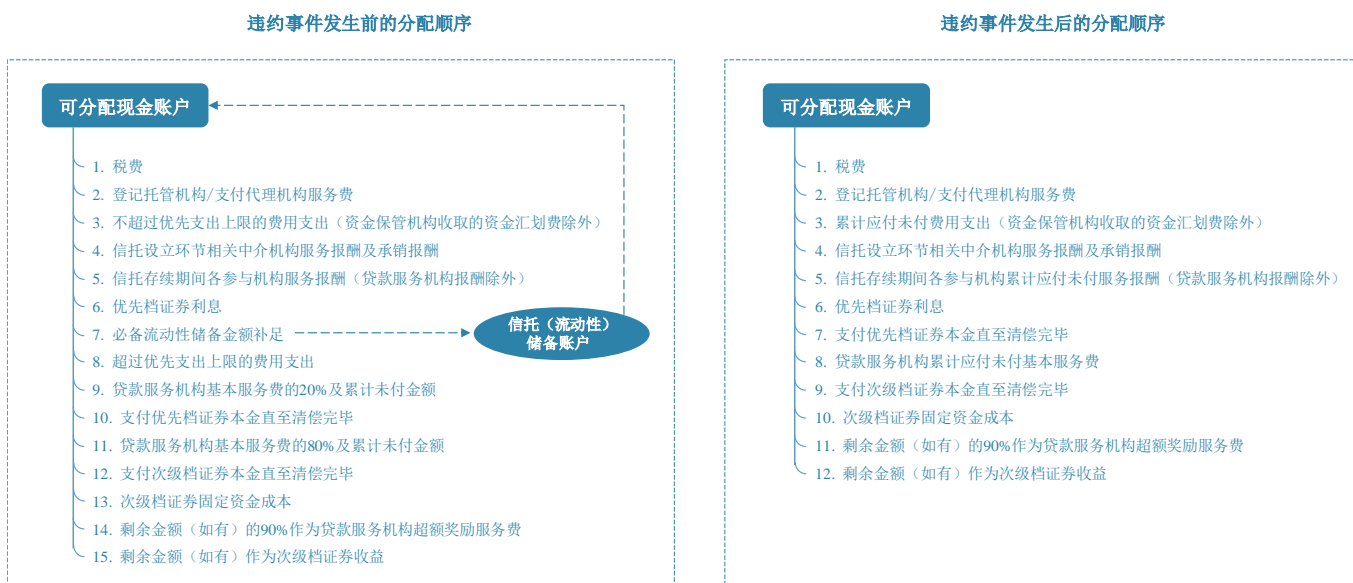 违约事件发生前的分配顺序
可分配现金账户
1. 税费
2. 登记托管机构/支付代理机构服务费
3. 不超过优先支出上限的费用支出（资金保管机构收取的资金汇划费除外）
4. 信托设立环节相关中介机构服务报酬及承销报酬
5. 信托存续期间各参与机构服务报酬（贷款服务机构报酬除外）
6. 优先档证券利息
7. 必备流动性储备金额补足
信托（流动性）
储备账户
8. 超过优先支出上限的费用支出
9. 贷款服务机构基本服务费的20%及累计未付金额
10. 支付优先档证券本金直至清偿完毕
11. 贷款服务机构基本服务费的80%及累计未付金额
12. 支付次级档证券本金直至清偿完毕
13. 次级档证券固定资金成本
14. 剩余金额（如有）的90%作为贷款服务机构超额奖励服务费
15. 剩余金额（如有）作为次级档证券收益
违约事件发生后的分配顺序
可分配现金账户
1. 税费
2. 登记托管机构/支付代理机构服务费
3. 累计应付未付费用支出（资金保管机构收取的资金汇划费除外）
4. 信托设立环节相关中介机构服务报酬及承销报酬
5. 信托存续期间各参与机构累计应付未付服务报酬（贷款服务机构报酬除外）
6. 优先档证券利息
7. 支付优先档证券本金直至清偿完毕
8. 贷款服务机构累计应付未付基本服务费
9. 支付次级档证券本金直至清偿完毕
10. 次级档证券固定资金成本
11. 剩余金额（如有）的90%作为贷款服务机构超额奖励服务费
12. 剩余金额（如有）作为次级档证券收益